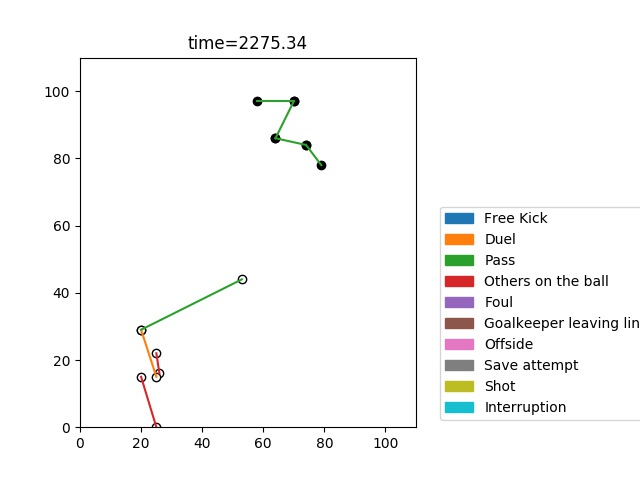 time=2275.34
100
80
60
40
20
0
0 20 40 60 80 100
Free Kick
Duel
Pass
Others on the ball
Foul
Goalkeeper leaving lin
Offside
Save attempt
Shot
Interruption